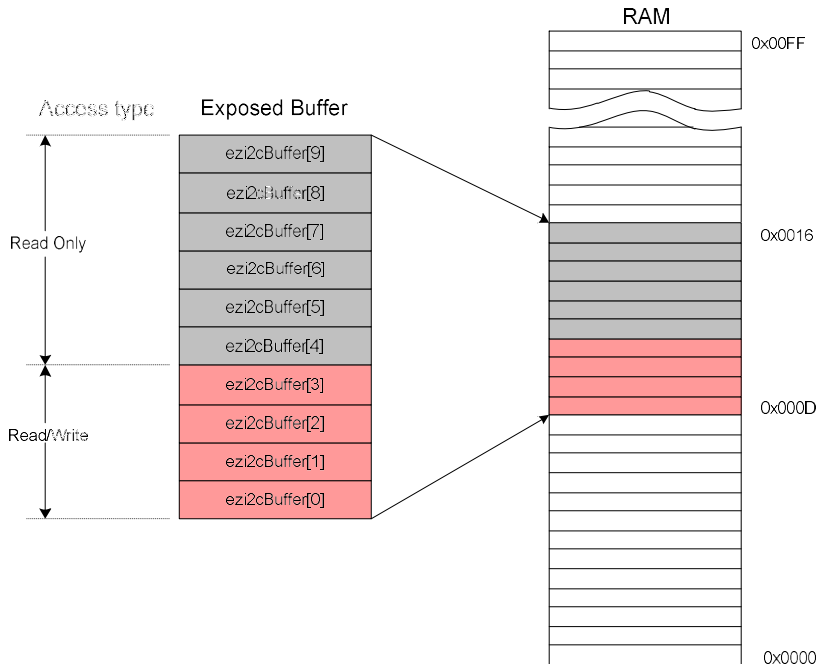 RAM
0x00FF
Access type
Exposed Buffer
ezi2cBuffer[9]
ezi2cBuffer[8]
ezi2cBuffer[7]
Read Only
0x0016
ezi2cBuffer[6]
ezi2cBuffer[5]
ezi2cBuffer[4]
ezi2cBuffer[3]
0x000D
ezi2cBuffer[2]
Read/Write
ezi2cBuffer[1]
ezi2cBuffer[0]
0x0000